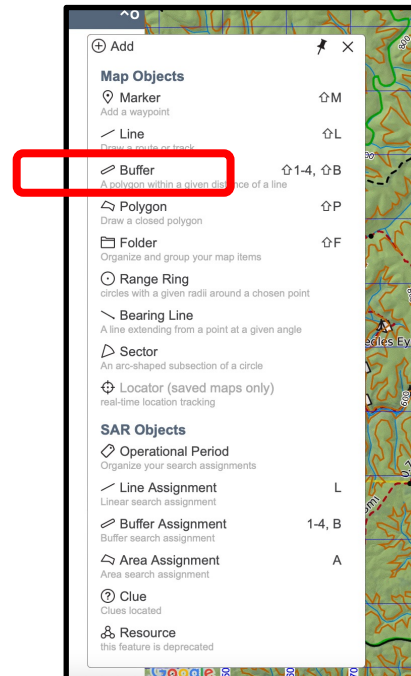 ^o
Add
Map Objects
Marker ⇧M
Add a waypoint
Line ⇧L
Draw a route or track
Buffer ⇧1-4, ⇧B
A polygon within a given distance of a line
Polygon ⇧P
Draw a closed polygon
Folder ⇧F
Organize and group your map items
Range Ring
circles with a given radii around a chosen point
Bearing Line
A line extending from a point at a given angle
Sector
An arc-shaped subsection of a circle
Locator (saved maps only)
real-time location tracking
SAR Objects
Operational Period
Organize your search assignments
Line Assignment L
Linear search assignment
Buffer Assignment 1-4, B
Buffer search assignment
Area Assignment A
Area search assignment
Clue
Clues located
Resource
this feature is deprecated
800
600
Google